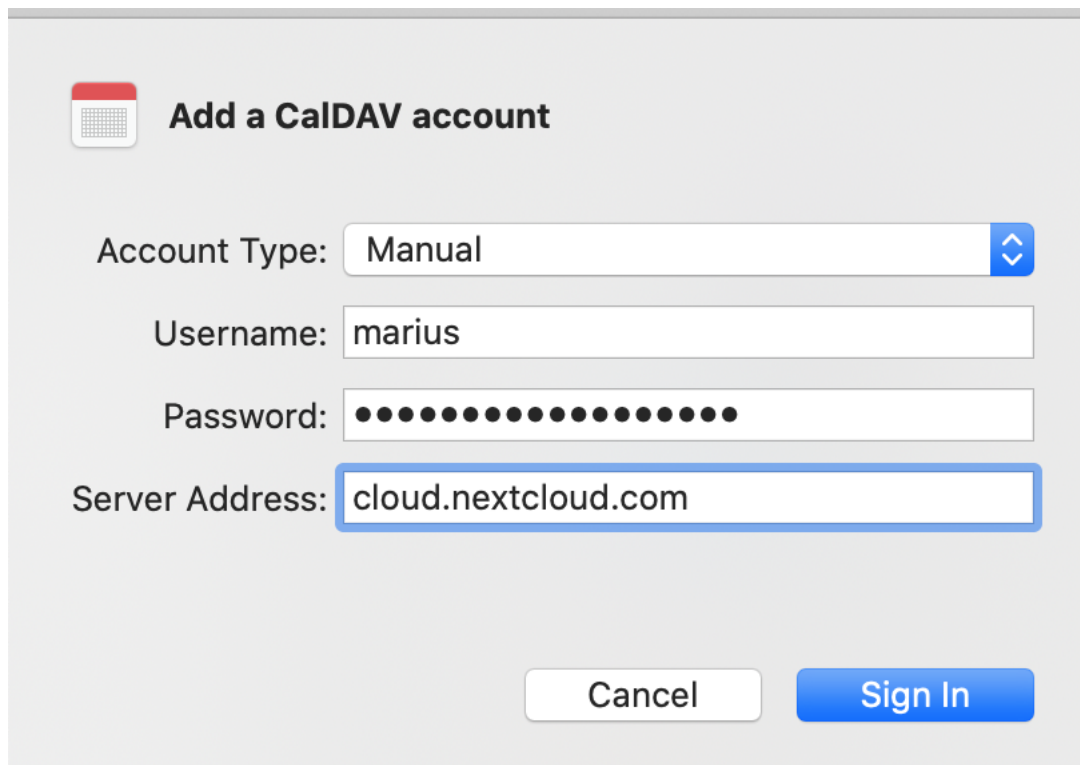 Add a CalDAV account
Account Type: Manual
Username: marius
Password: ••••••••••••••••••
Server Address: cloud.nextcloud.com
Cancel Sign In